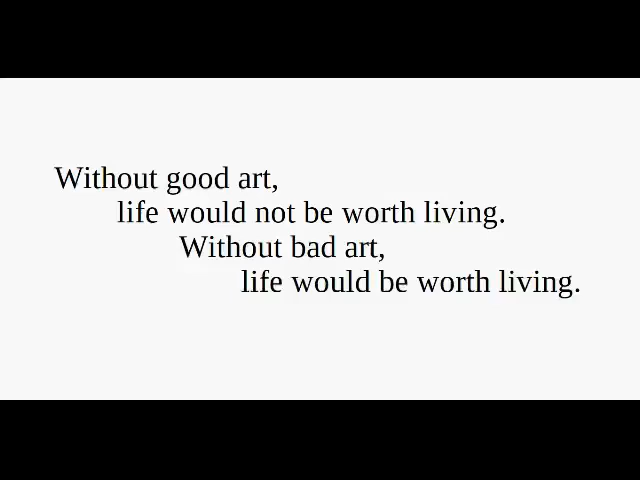 Without good art,
life would not be worth living.
Without bad art,
life would be worth living.